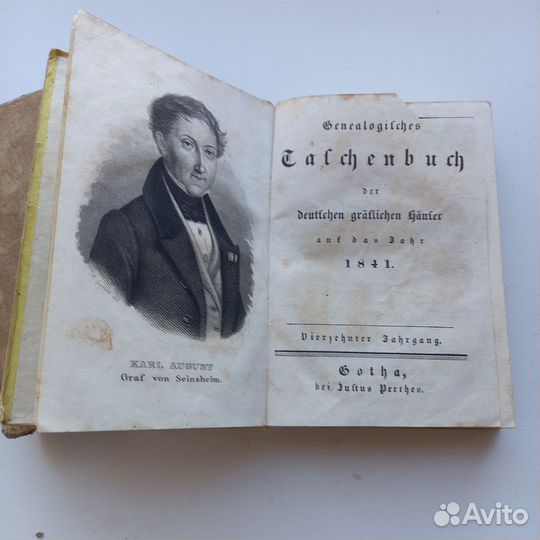 KARL AUGUST
Graf von Seinsheim.
Genealogisches
Taschenbuch
der
deutschen gräflichen Häuser
auf das Jahr
1841.
Vierzehnter Jahrgang.
Gotha,
bei Justus Perthes.
Avito